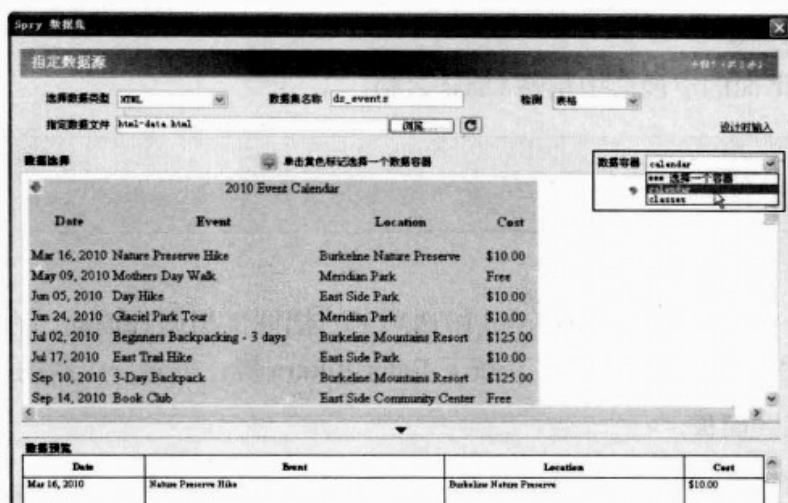 Spry 数据集
指定数据源
选择数据类型 HTML 数据集名称 ds_events 检测 表格
指定数据文件 html-data.html 浏览... 设计时输入
数据选择 单击黄色标记选择一个数据容器 数据容器 calendar
*** 选择一个容器
calendar
classes
2010 Event Calendar
Date Event Location Cost
Mar 16, 2010 Nature Preserve Hike Burkeline Nature Preserve $10.00
May 09, 2010 Mothers Day Walk Meridian Park Free
Jun 05, 2010 Day Hike East Side Park $10.00
Jun 24, 2010 Glaciel Park Tour Meridian Park $10.00
Jul 02, 2010 Beginners Backpacking - 3 days Burkeline Mountains Resort $125.00
Jul 17, 2010 East Trail Hike East Side Park $10.00
Sep 10, 2010 3-Day Backpack Burkeline Mountains Resort $125.00
Sep 14, 2010 Book Club East Side Community Center Free
数据预览
Date Event Location Cost
Mar 16, 2010 Nature Preserve Hike Burkeline Nature Preserve $10.00